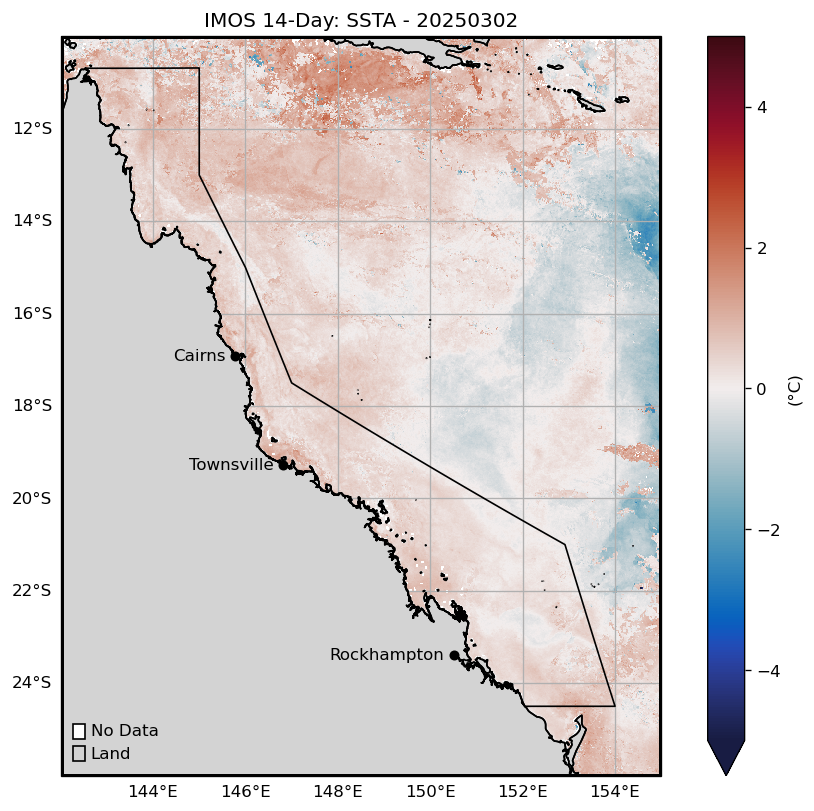 IMOS 14-Day: SSTA - 20250302
12°S
14°S
16°S
18°S
20°S
22°S
24°S
Cairns
Townsville
Rockhampton
No Data
Land
144°E 146°E 148°E 150°E 152°E 154°E
4
2
0
−2
−4
(°C)